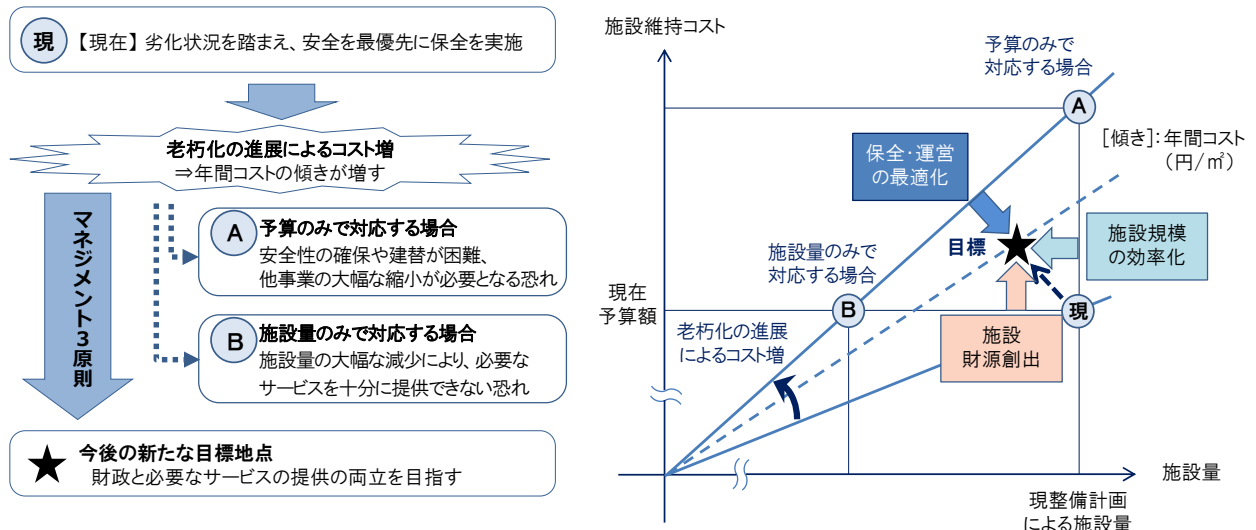 現
【現在】劣化状況を踏まえ、安全を最優先に保全を実施
老朽化の進展によるコスト増
⇒年間コストの傾きが増す
マネジメント3原則
A
予算のみで対応する場合
安全性の確保や建替が困難、
他事業の大幅な縮小が必要となる恐れ
B
施設量のみで対応する場合
施設量の大幅な減少により、必要な
サービスを十分に提供できない恐れ
★
今後の新たな目標地点
財政と必要なサービスの提供の両立を目指す
施設維持コスト
予算のみで
対応する場合
A
[傾き]:年間コスト
(円/㎡)
保全・運営
の最適化
施設量のみで
対応する場合
目標
★
施設規模
の効率化
現在
予算額
B
現
老朽化の進展
によるコスト増
施設
財源創出
施設量
現整備計画
による施設量